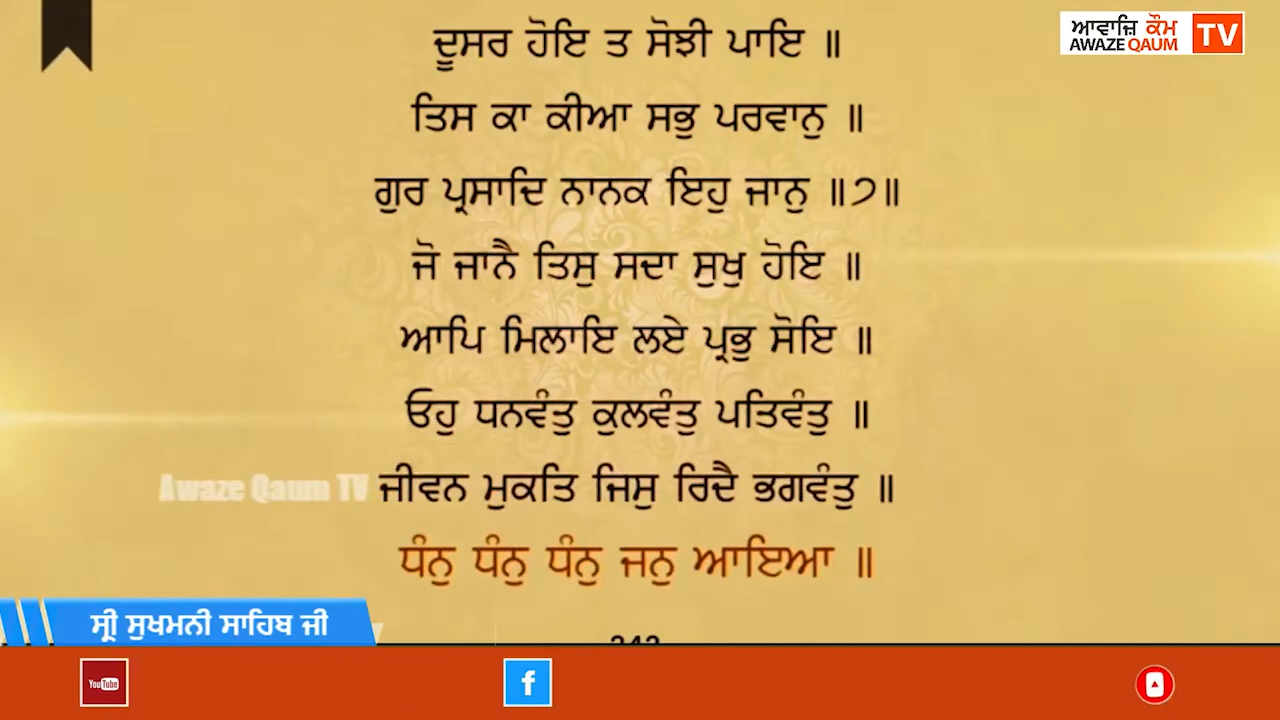 ਆਵਾਜ਼ਿ ਕੌਮ
AWAZE QAUM TV
ਦੂਸਰ ਹੋਇ ਤ ਸੋਝੀ ਪਾਇ ॥
ਤਿਸ ਕਾ ਕੀਆ ਸਭੁ ਪਰਵਾਨੁ ॥
ਗੁਰ ਪ੍ਰਸਾਦਿ ਨਾਨਕ ਇਹੁ ਜਾਨੁ ॥੭॥
ਜੋ ਜਾਨੈ ਤਿਸੁ ਸਦਾ ਸੁਖੁ ਹੋਇ ॥
ਆਪਿ ਮਿਲਾਇ ਲਏ ਪ੍ਰਭੁ ਸੋਇ ॥
ਓਹੁ ਧਨਵੰਤੁ ਕੁਲਵੰਤੁ ਪਤਿਵੰਤੁ ॥
Awaze Qaum TV
ਜੀਵਨ ਮੁਕਤਿ ਜਿਸੁ ਰਿਦੈ ਭਗਵੰਤੁ ॥
ਧੰਨੁ ਧੰਨੁ ਧੰਨੁ ਜਨੁ ਆਇਆ ॥
ਸ੍ਰੀ ਸੁਖਮਨੀ ਸਾਹਿਬ ਜੀ
YouTube